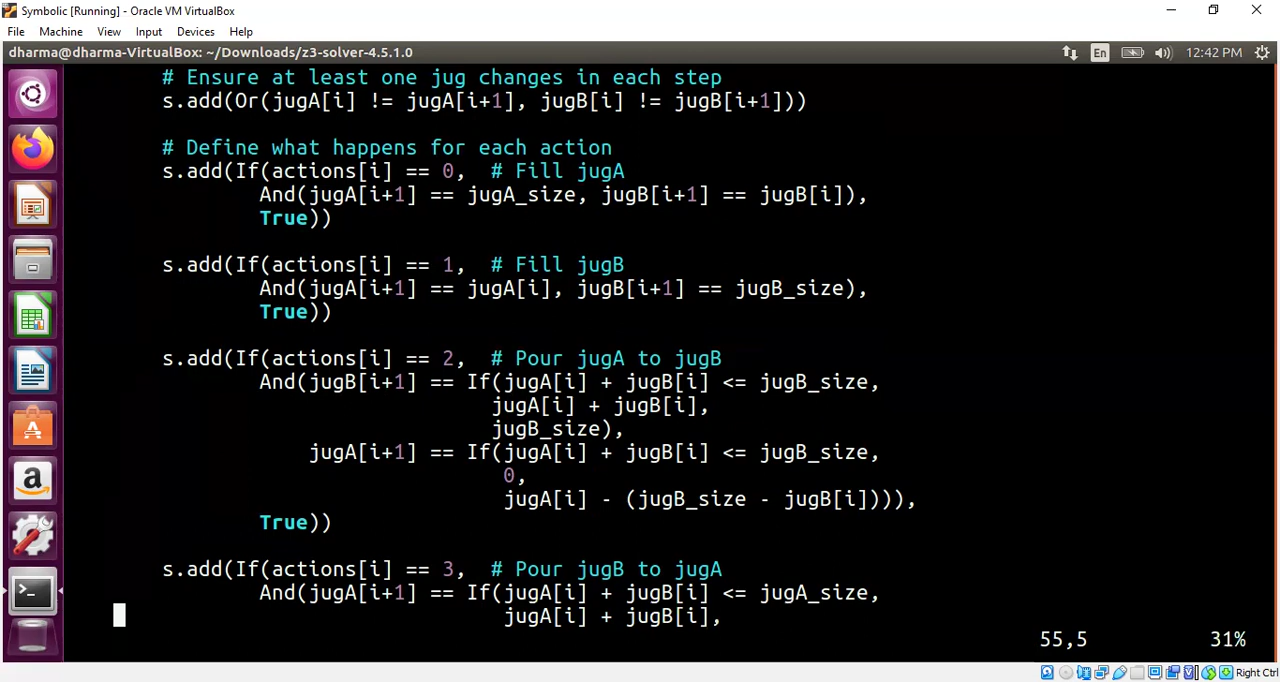 Symbolic [Running] - Oracle VM VirtualBox
File Machine View Input Devices Help
dharma@dharma-VirtualBox: ~/Downloads/z3-solver-4.5.1.0 En 12:42 PM
# Ensure at least one jug changes in each step
s.add(Or(jugA[i] != jugA[i+1], jugB[i] != jugB[i+1]))
# Define what happens for each action
s.add(If(actions[i] == 0, # Fill jugA
And(jugA[i+1] == jugA_size, jugB[i+1] == jugB[i]),
True))
s.add(If(actions[i] == 1, # Fill jugB
And(jugA[i+1] == jugA[i], jugB[i+1] == jugB_size),
True))
s.add(If(actions[i] == 2, # Pour jugA to jugB
And(jugB[i+1] == If(jugA[i] + jugB[i] <= jugB_size,
jugA[i] + jugB[i],
jugB_size),
jugA[i+1] == If(jugA[i] + jugB[i] <= jugB_size,
0,
jugA[i] - (jugB_size - jugB[i]))),
True))
s.add(If(actions[i] == 3, # Pour jugB to jugA
And(jugA[i+1] == If(jugA[i] + jugB[i] <= jugA_size,
jugA[i] + jugB[i],
55,5 31%
Right Ctrl